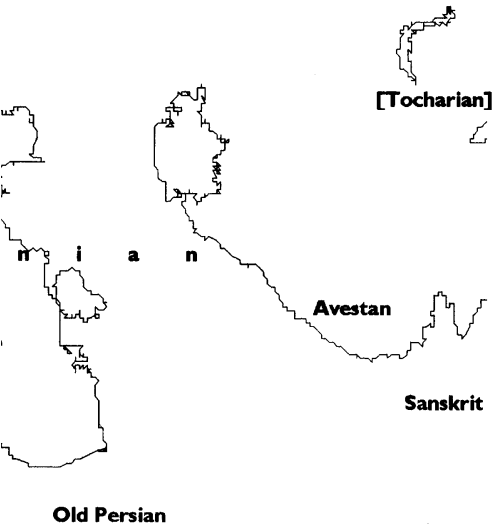 [Tocharian]
n i a n
Avestan
Sanskrit
Old Persian